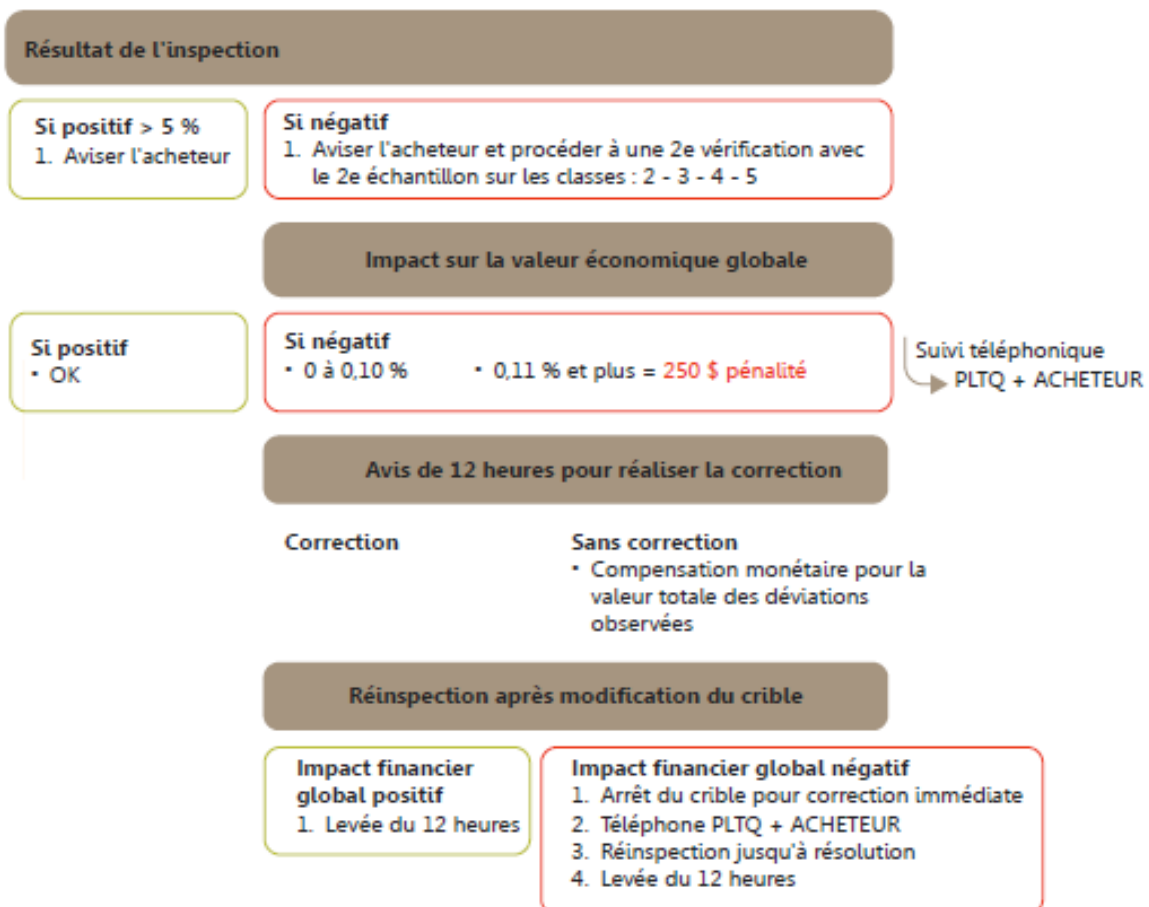 Résultat de l'inspection
Si positif > 5 %
1. Aviser l'acheteur
Si négatif
1. Aviser l'acheteur et procéder à une 2e vérification avec
le 2e échantillon sur les classes : 2 - 3 - 4 - 5
Impact sur la valeur économique globale
Si positif
• OK
Si négatif
• 0 à 0,10 % • 0,11 % et plus = 250 $ pénalité
Suivi téléphonique
PLTQ + ACHETEUR
Avis de 12 heures pour réaliser la correction
Correction
Sans correction
• Compensation monétaire pour la
valeur totale des déviations
observées
Réinspection après modification du crible
Impact financier
global positif
1. Levée du 12 heures
Impact financier global négatif
1. Arrêt du crible pour correction immédiate
2. Téléphone PLTQ + ACHETEUR
3. Réinspection jusqu'à résolution
4. Levée du 12 heures